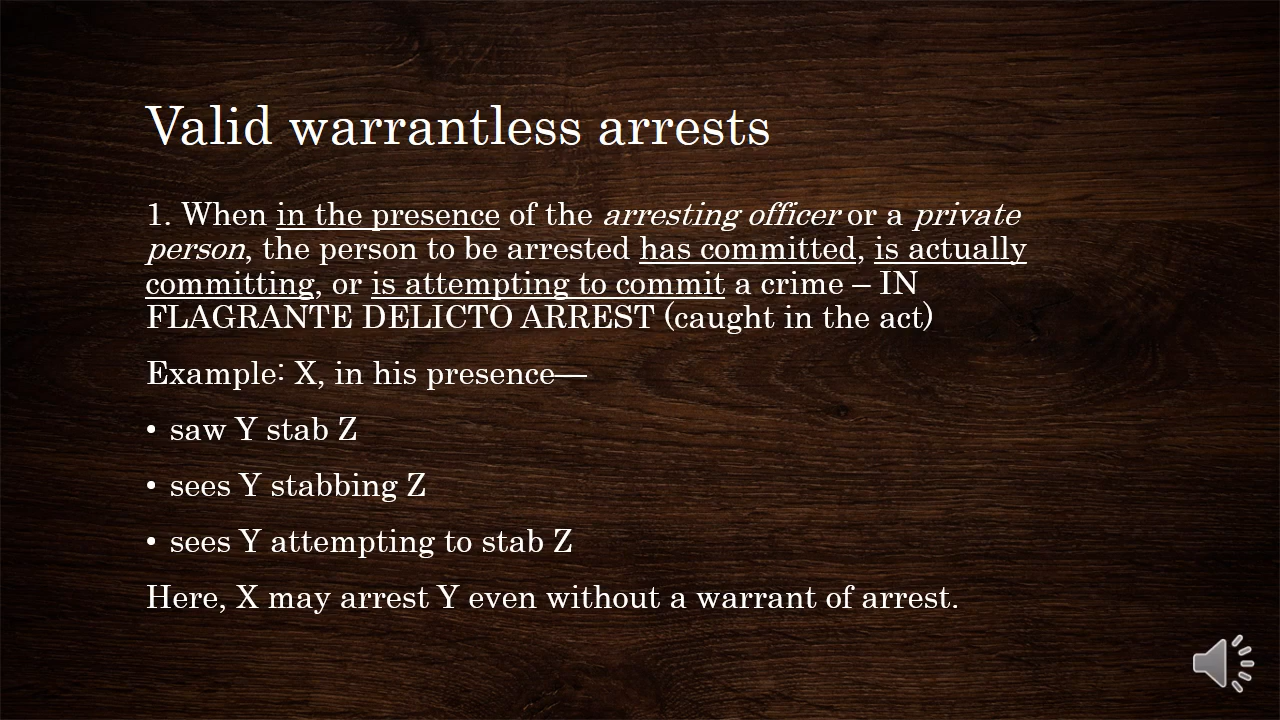 Valid warrantless arrests
1. When in the presence of the arresting officer or a private
person, the person to be arrested has committed, is actually
committing, or is attempting to commit a crime – IN
FLAGRANTE DELICTO ARREST (caught in the act)
Example: X, in his presence—
• saw Y stab Z
• sees Y stabbing Z
• sees Y attempting to stab Z
Here, X may arrest Y even without a warrant of arrest.